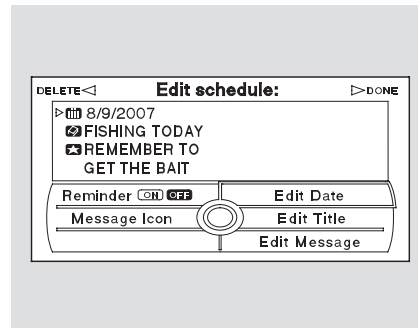 DELETE Edit schedule: DONE
8/9/2007
FISHING TODAY
REMEMBER TO
GET THE BAIT
Reminder ON OFF Edit Date
Message Icon Edit Title
Edit Message